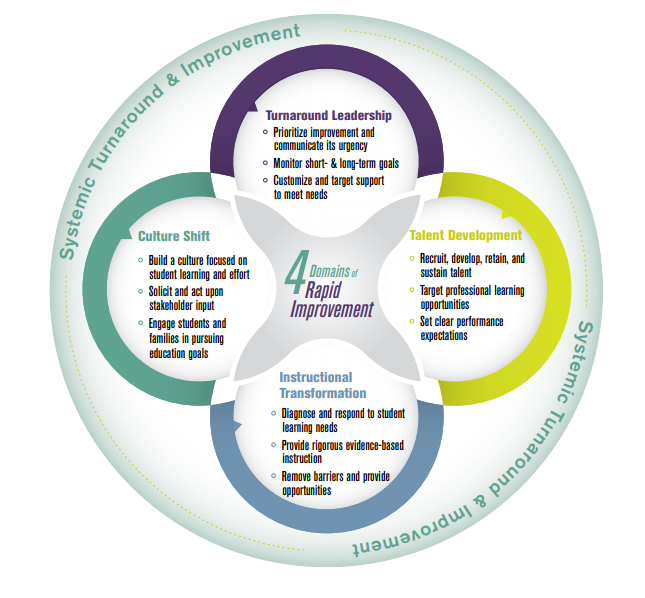 Systemic Turnaround & Improvement
Turnaround Leadership
Prioritize improvement and
communicate its urgency
Monitor short- & long-term goals
Customize and target support
to meet needs
Culture Shift
Build a culture focused on
student learning and effort
Solicit and act upon
stakeholder input
Engage students and
families in pursuing
education goals
4 Domains of
Rapid
Improvement
Talent Development
Recruit, develop, retain, and
sustain talent
Target professional learning
opportunities
Set clear performance
expectations
Instructional
Transformation
Diagnose and respond to student
learning needs
Provide rigorous evidence-based
instruction
Remove barriers and provide
opportunities
Systemic Turnaround & Improvement